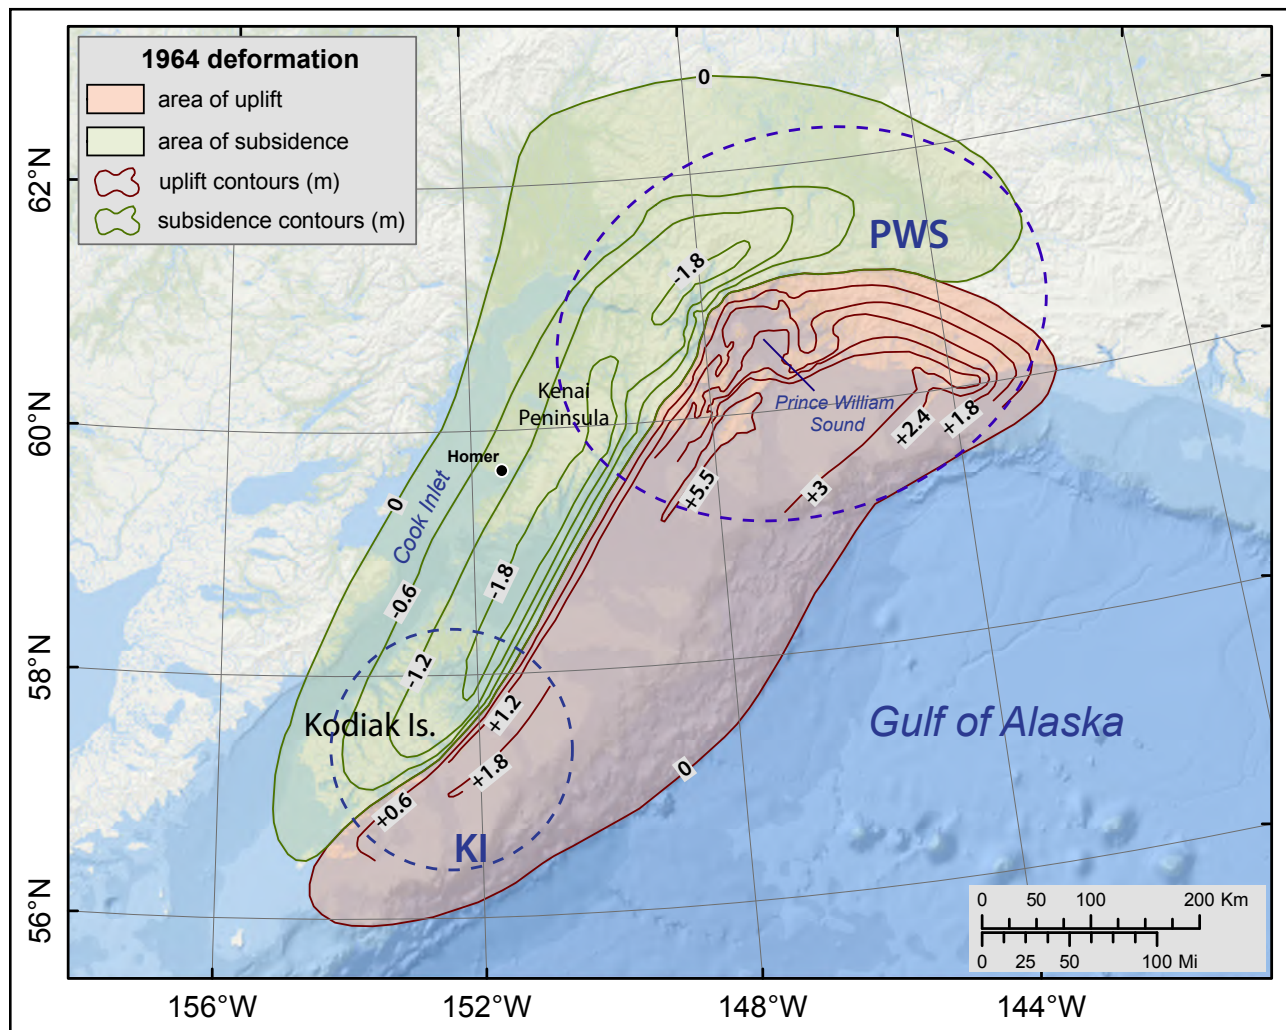 1964 deformation
area of uplift
area of subsidence
uplift contours (m)
subsidence contours (m)
0
PWS
-1.8
Kenai
Peninsula
Prince William
Sound
Homer
+2.4
+1.8
+5.5
+3
0
Cook Inlet
-1.8
-0.6
-1.2
Kodiak Is.
+1.2
+1.8
+0.6
0
KI
Gulf of Alaska
62°N
60°N
58°N
56°N
156°W
152°W
148°W
144°W
0 50 100 200 Km
0 25 50 100 Mi